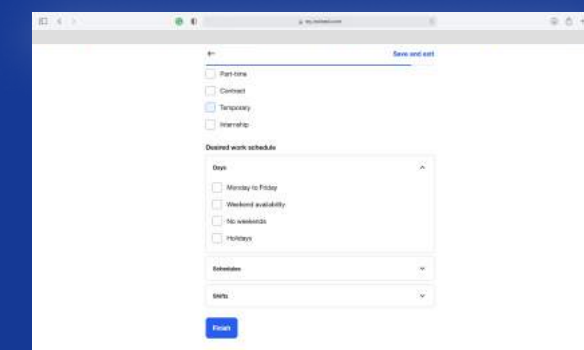 Save and exit
Part-time
Contract
Temporary
Internship
Desired work schedule
Days
Monday to Friday
Weekend availability
No weekends
Holidays
Schedules
Shifts
Finish